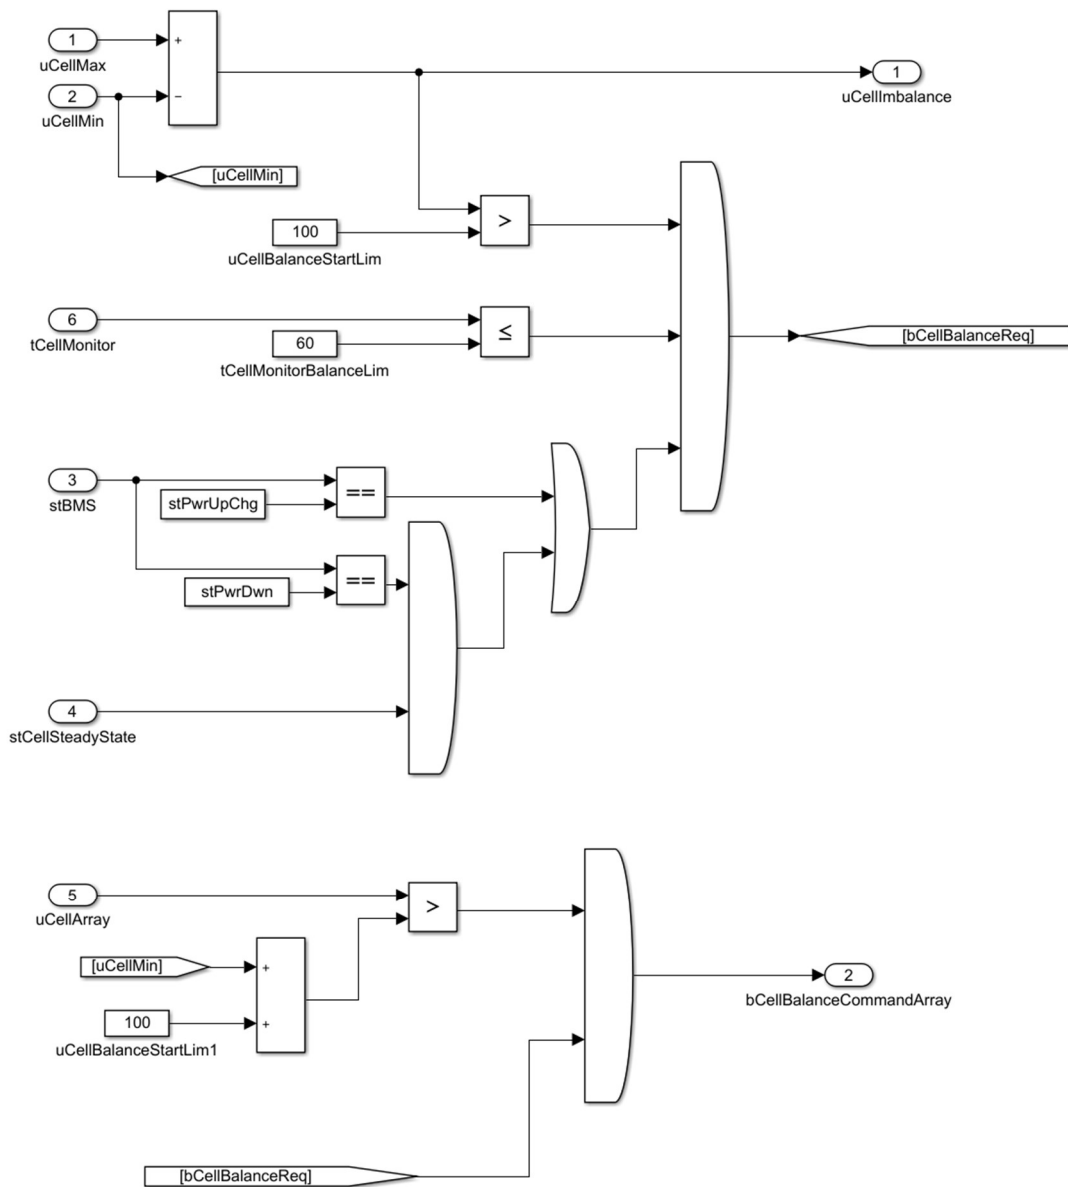 1
+
uCellMax
1
uCellImbalance
2
−
uCellMin
[uCellMin]
>
100
uCellBalanceStartLim
6
tCellMonitor
≤
60
tCellMonitorBalanceLim
[bCellBalanceReq]
3
stBMS
==
stPwrUpChg
==
stPwrDwn
4
stCellSteadyState
5
uCellArray
>
[uCellMin]
+
2
bCellBalanceCommandArray
100
+
uCellBalanceStartLim1
[bCellBalanceReq]